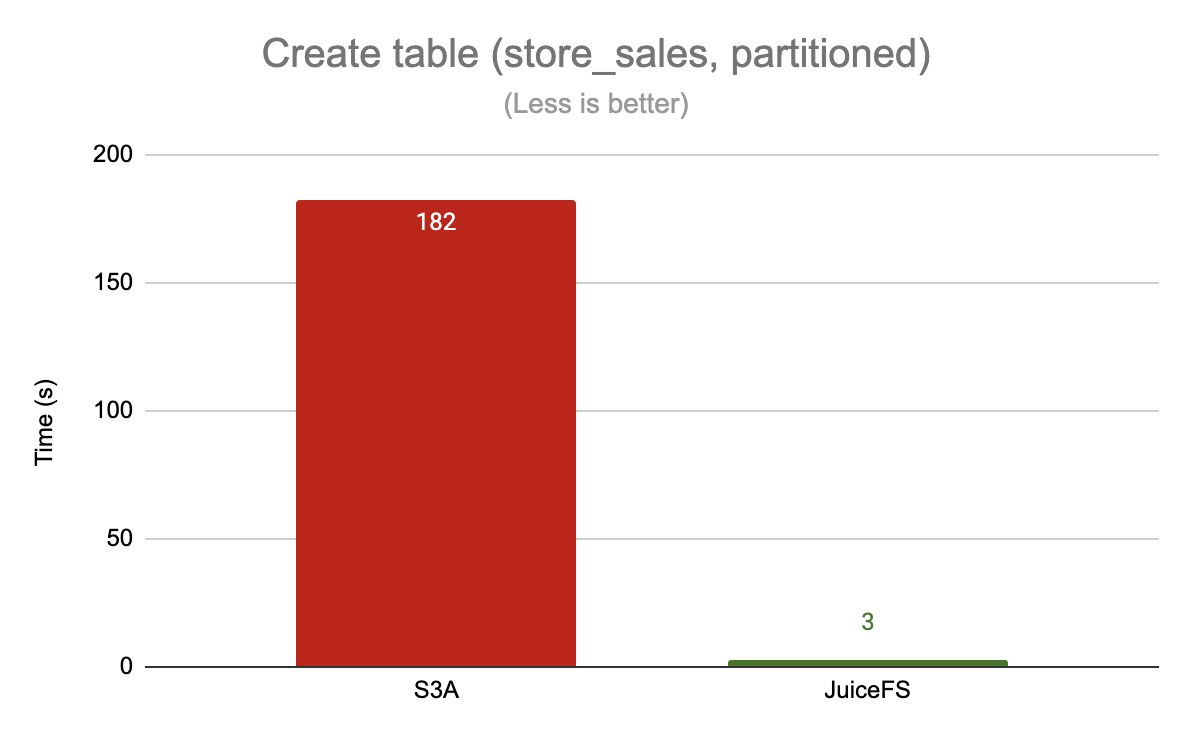 Create table (store_sales, partitioned)
(Less is better)
200
182
150
100
Time (s)
50
3
0
S3A
JuiceFS